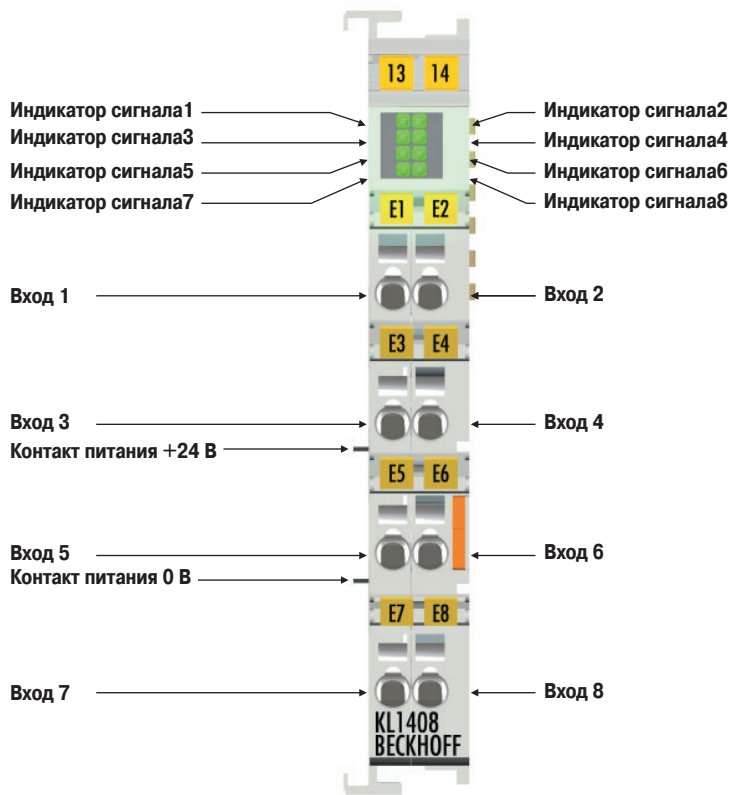 13 14
Индикатор сигнала1
Индикатор сигнала2
Индикатор сигнала3
Индикатор сигнала4
Индикатор сигнала5
Индикатор сигнала6
Индикатор сигнала7
Индикатор сигнала8
E1 E2
Вход 1
Вход 2
E3 E4
Вход 3
Вход 4
Контакт питания +24 В
E5 E6
Вход 5
Вход 6
Контакт питания 0 В
E7 E8
Вход 7
Вход 8
KL1408
BECKHOFF